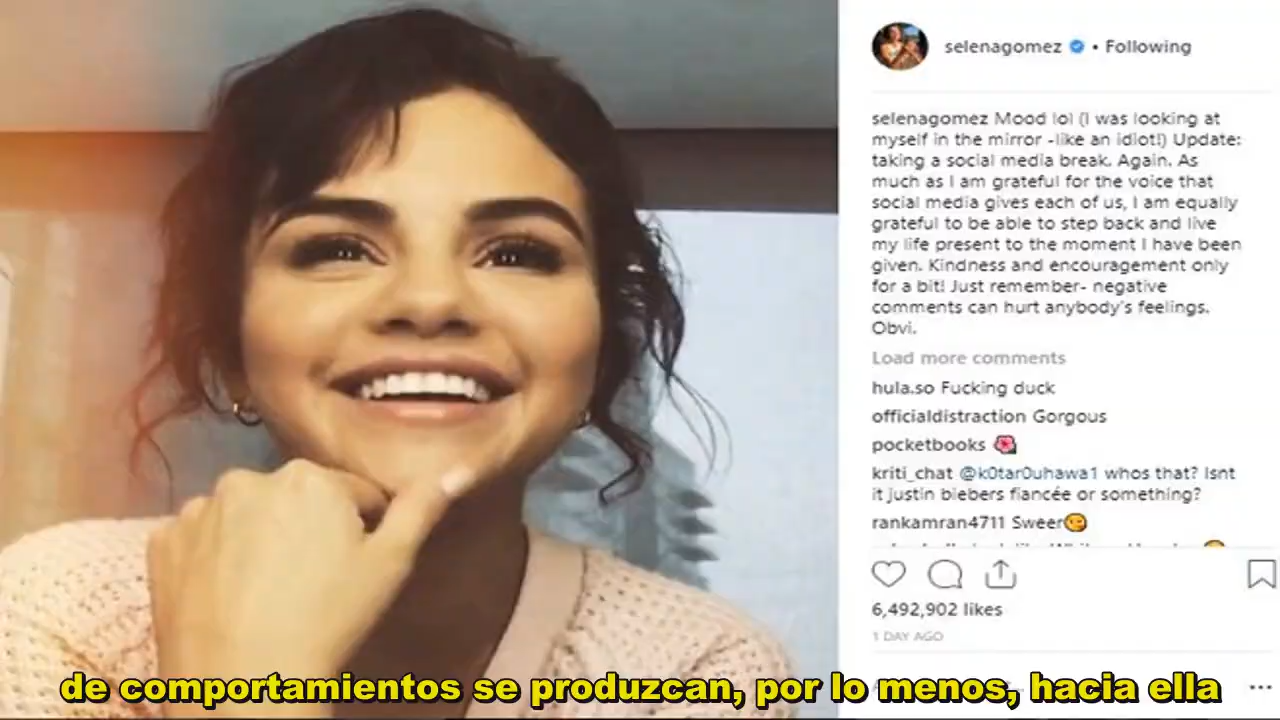 selenagomez • Following
selenagomez Mood lol (I was looking at
myself in the mirror -like an idiot!) Update:
taking a social media break. Again. As
much as I am grateful for the voice that
social media gives each of us, I am equally
grateful to be able to step back and live
my life present to the moment I have been
given. Kindness and encouragement only
for a bit! Just remember- negative
comments can hurt anybody's feelings.
Obvi.
Load more comments
hula.so Fucking duck
officialdistraction Gorgous
pocketbooks 🌺
kriti_chat @k0tar0uhawa1 whos that? Isnt
it justin biebers fiancée or something?
rankamran4711 Sweer😘
6,492,902 likes
1 DAY AGO
de comportamientos se produzcan, por lo menos, hacia ella